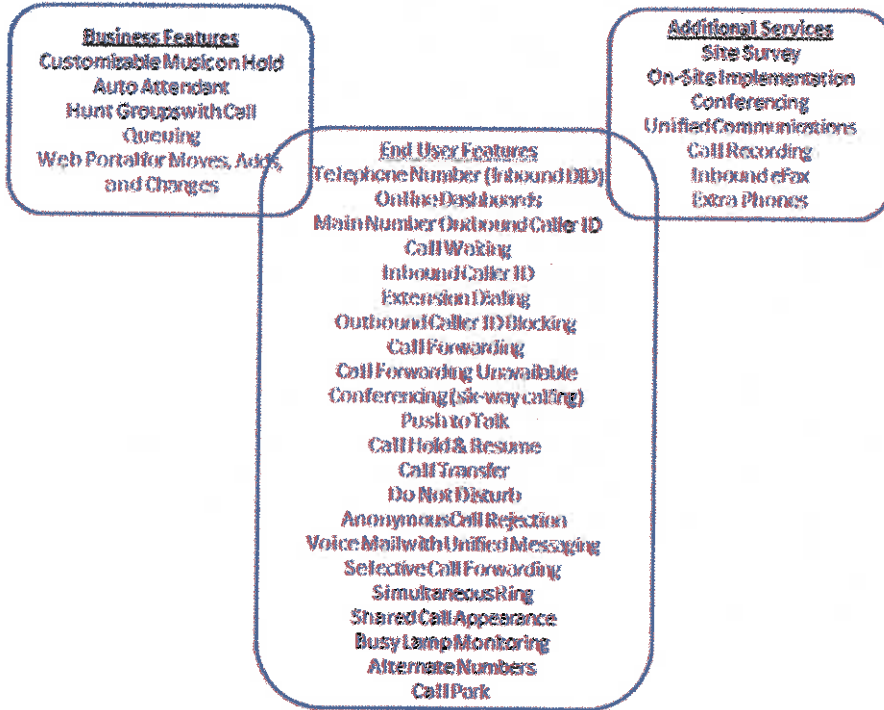 Business Features
Customizable Music on Hold
Auto Attendant
Hunt Groups with Call
Queuing
Web Portal for Moves, Adds,
and Changes
Additional Services
Site Survey
On-Site Implementation
Conferencing
Unified Communications
Call Recording
Inbound eFax
Extra Phones
End User Features
Telephone Number (Inbound DID)
Online Dashboards
Main Number Outbound Caller ID
Call Waiting
Inbound Caller ID
Extension Dialing
Outbound Caller ID Blocking
Call Forwarding
Call Forwarding Unavailable
Conferencing (six-way calling)
Push to Talk
Call Hold & Resume
Call Transfer
Do Not Disturb
Anonymous Call Rejection
Voice Mail with Unified Messaging
Selective Call Forwarding
Simultaneous Ring
Shared Call Appearance
Busy Lamp Monitoring
Alternate Numbers
Call Park